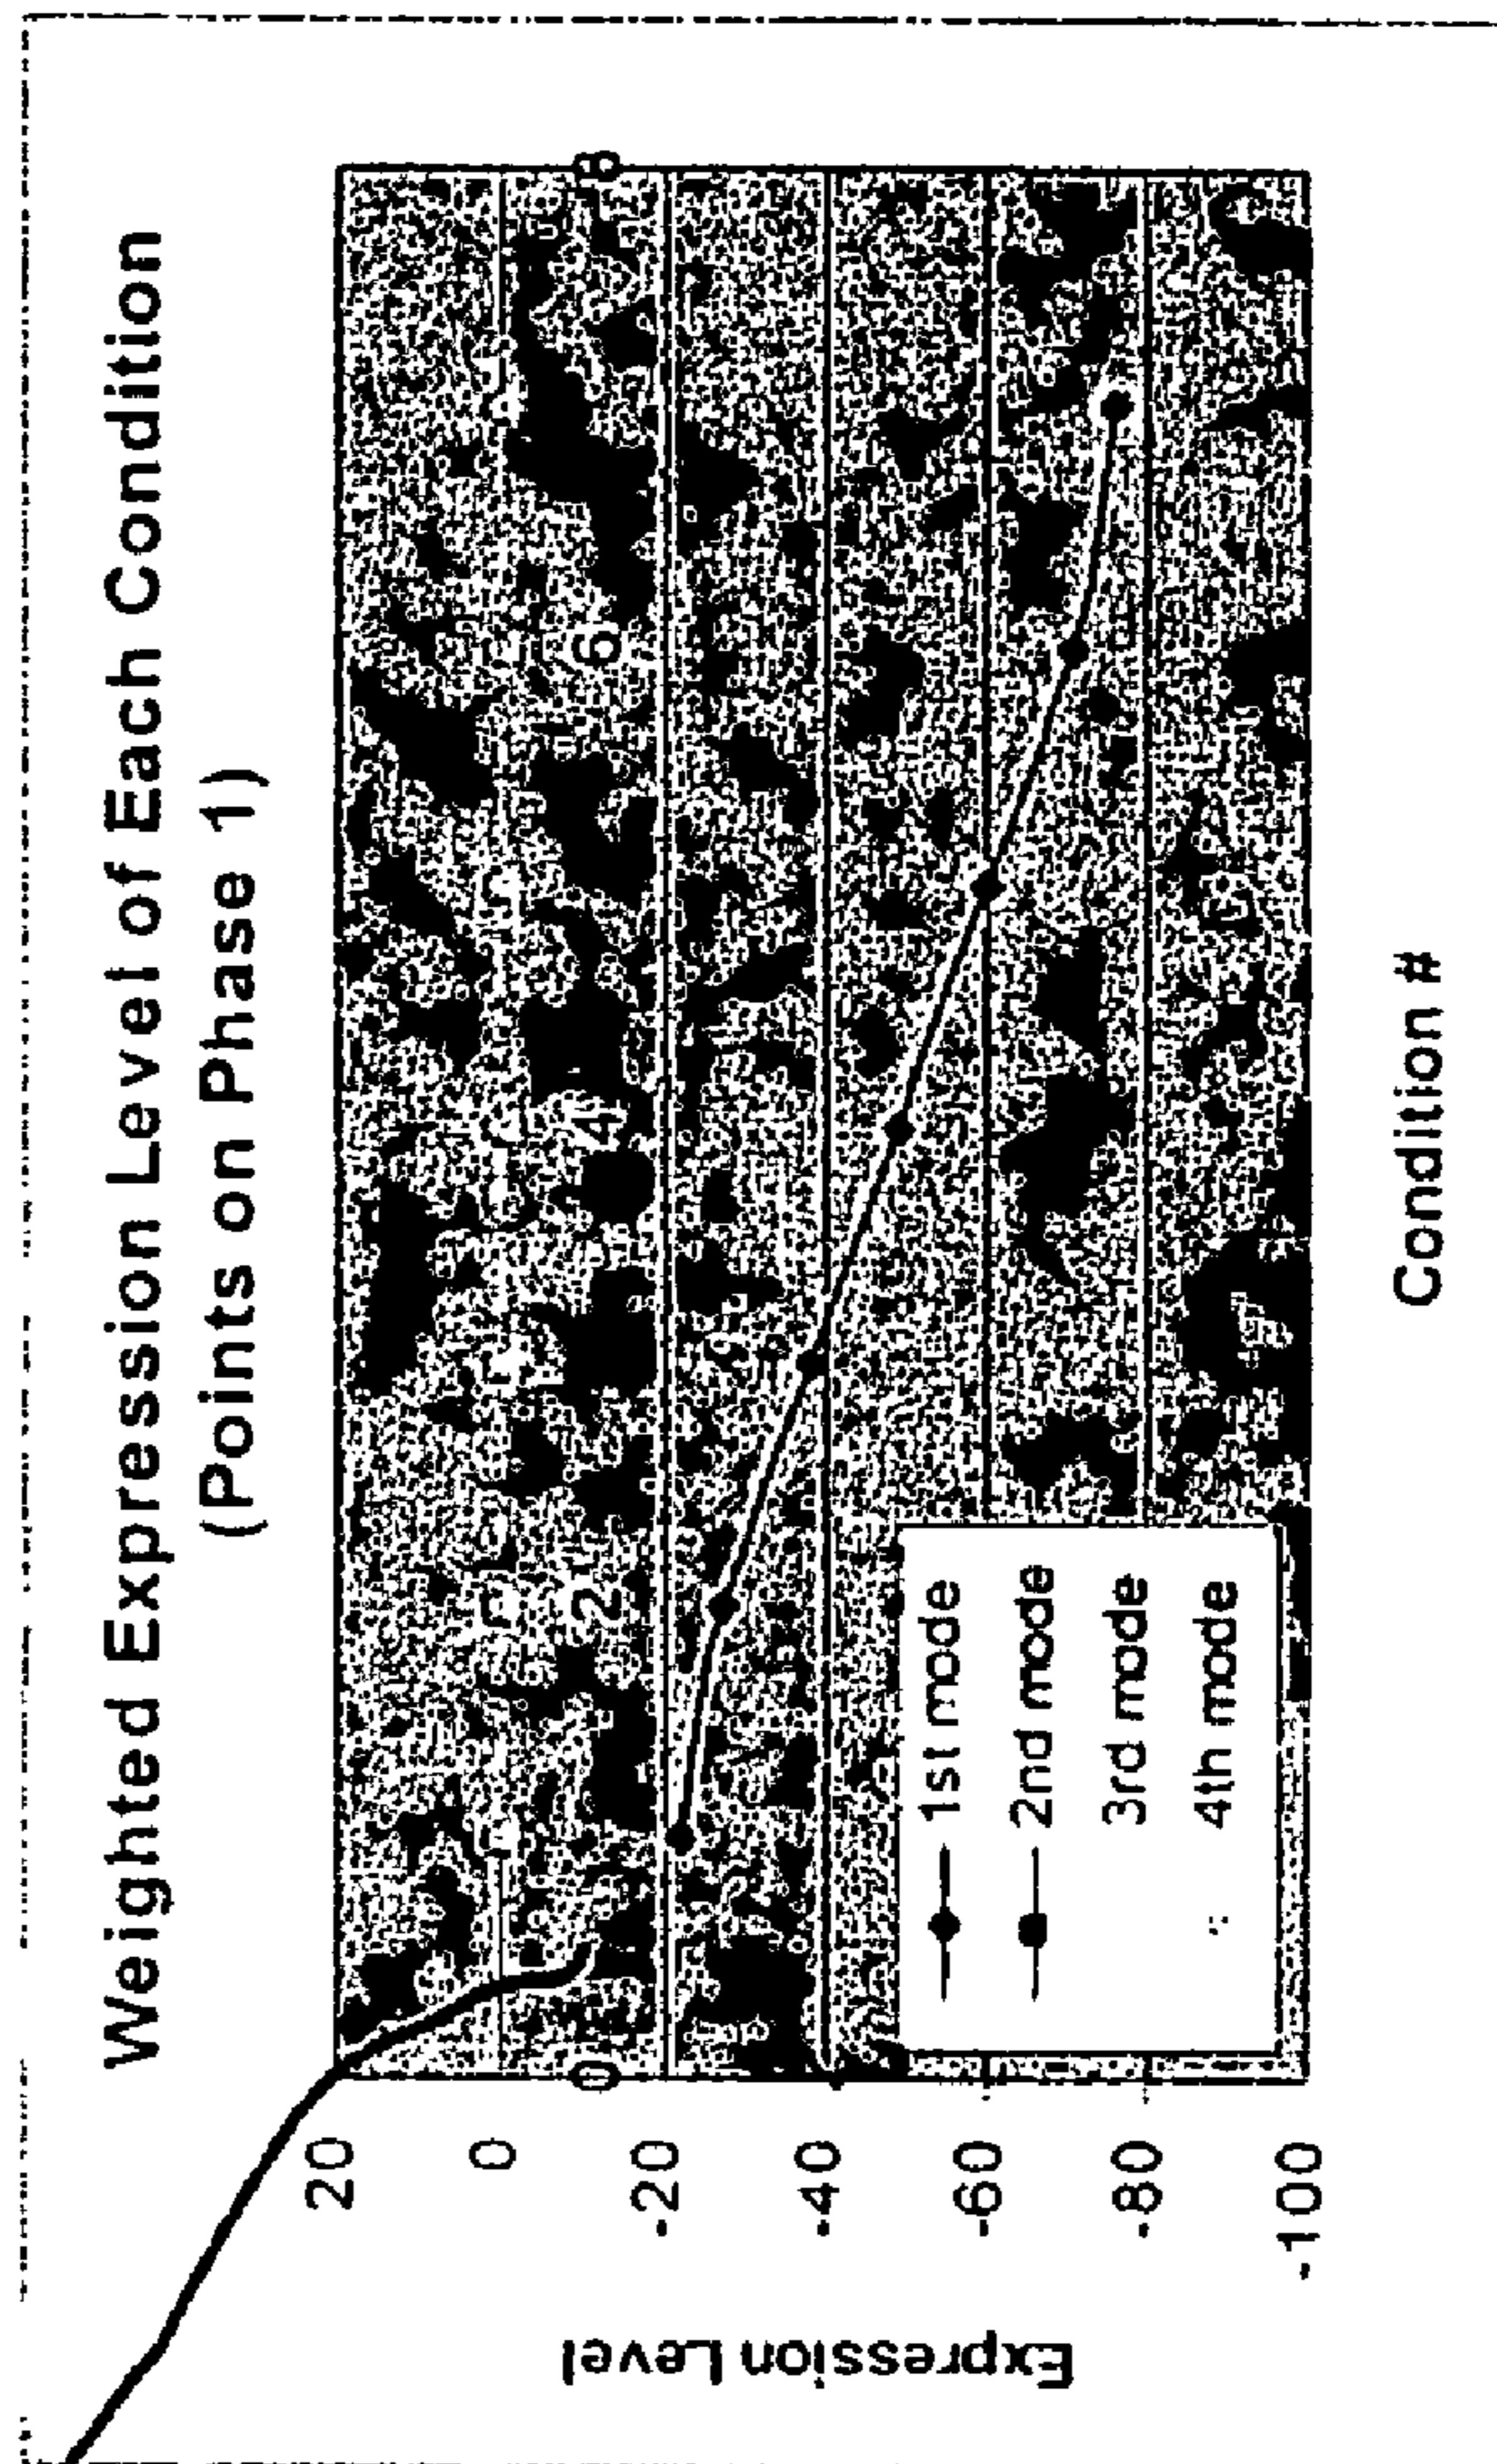 Weighted Expression Level of Each Condition
(Points on Phase 1)
Expression Level
20
0
-20
-40
-60
-80
-100
0
2
4
6
8
1st mode
2nd mode
3rd mode
4th mode
Condition #